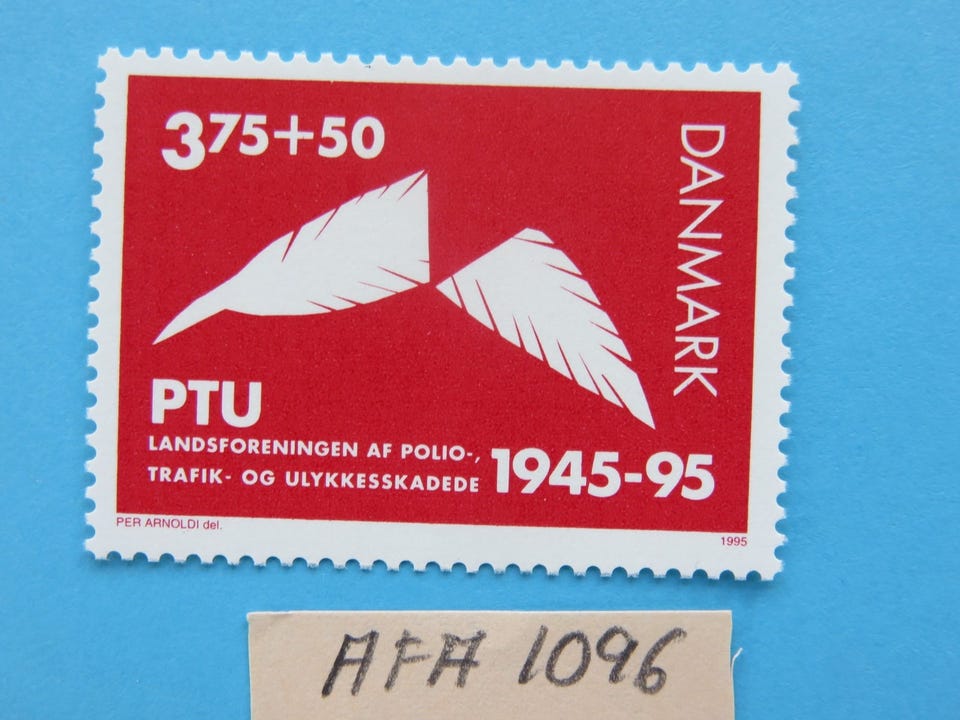 375+50
DANMARK
PTU
LANDSFORENINGEN AF POLIO-,
TRAFIK- OG ULYKKESSKADEDE
1945-95
PER ARNOLDI del.
1995
AFA 1096